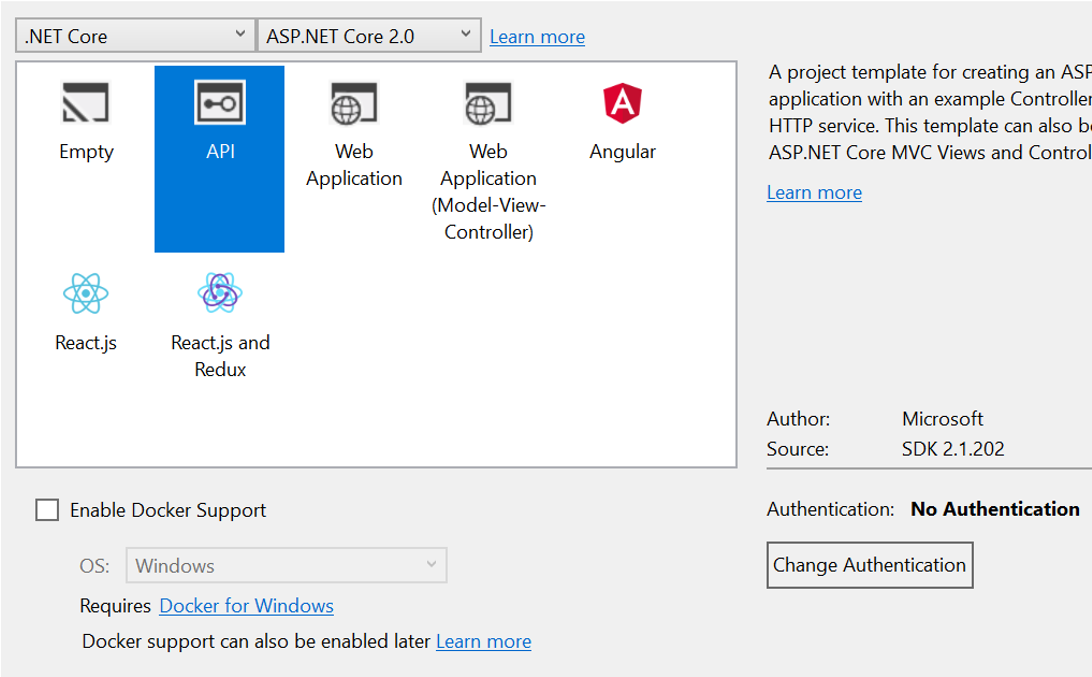 .NET Core
ASP.NET Core 2.0
Learn more
Empty
API
Web
Application
Web
Application
(Model-View-
Controller)
Angular
React.js
React.js and
Redux
A project template for creating an ASP
application with an example Controller
HTTP service. This template can also be
ASP.NET Core MVC Views and Control
Learn more
Author: Microsoft
Source: SDK 2.1.202
Authentication: No Authentication
Change Authentication
Enable Docker Support
OS: Windows
Requires Docker for Windows
Docker support can also be enabled later Learn more